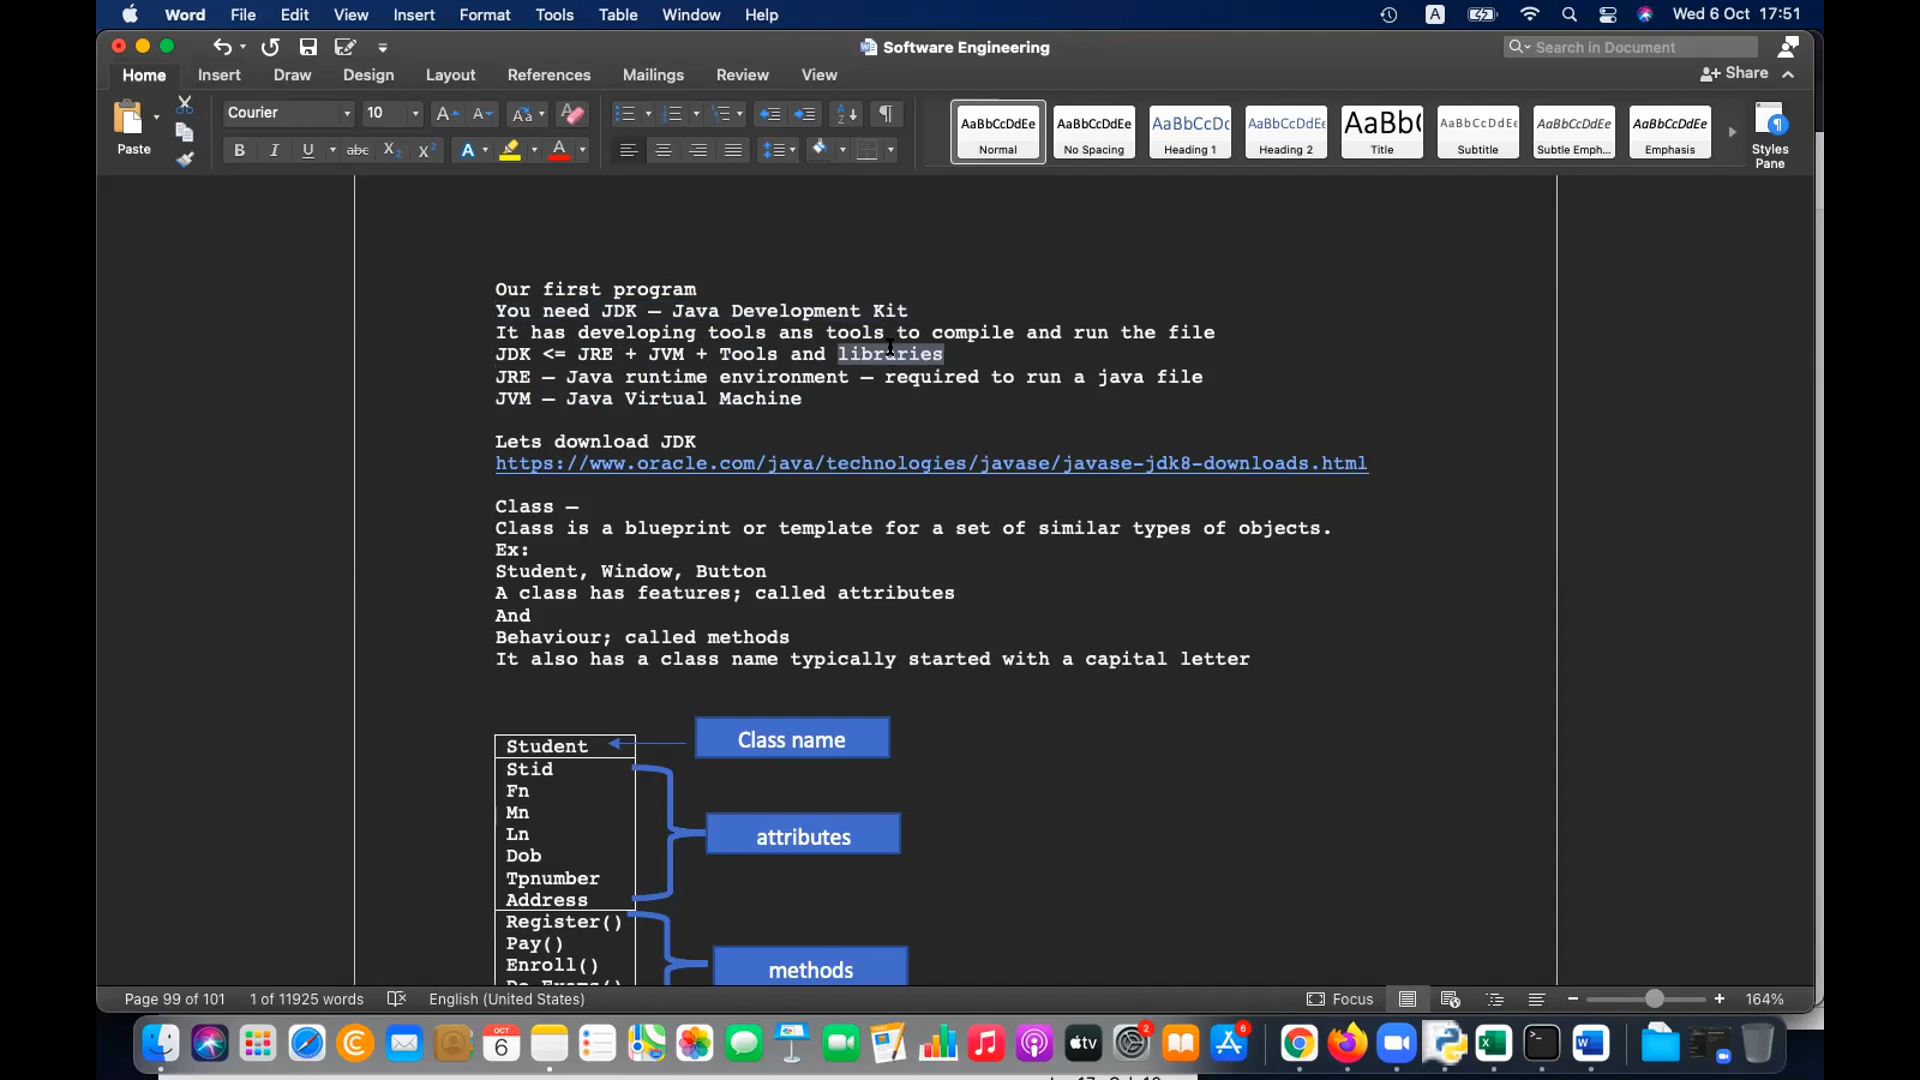 Word File Edit View Insert Format Tools Table Window Help A Wed 6 Oct 17:51
Software Engineering
Search in Document
Home Insert Draw Design Layout References Mailings Review View
Share
Paste
Courier 10
AaBbCcDdEe AaBbCcDdEe AaBbCcDc AaBbCcDdEe AaBb( AaBbCcDdEe AaBbCcDdEe AaBbCcDdEe
Normal No Spacing Heading 1 Heading 2 Title Subtitle Subtle Emph... Emphasis
Styles
Pane
Our first program
You need JDK – Java Development Kit
It has developing tools ans tools to compile and run the file
JDK <= JRE + JVM + Tools and libraries
JRE – Java runtime environment – required to run a java file
JVM – Java Virtual Machine
Lets download JDK
https://www.oracle.com/java/technologies/javase/javase-jdk8-downloads.html
Class –
Class is a blueprint or template for a set of similar types of objects.
Ex:
Student, Window, Button
A class has features; called attributes
And
Behaviour; called methods
It also has a class name typically started with a capital letter
Student
Class name
Stid
Fn
Mn
Ln
Dob
Tpnumber
Address
attributes
Register()
Pay()
Enroll()
methods
Page 99 of 101 1 of 11925 words English (United States) Focus 164%
OCT
6
tv
2
6